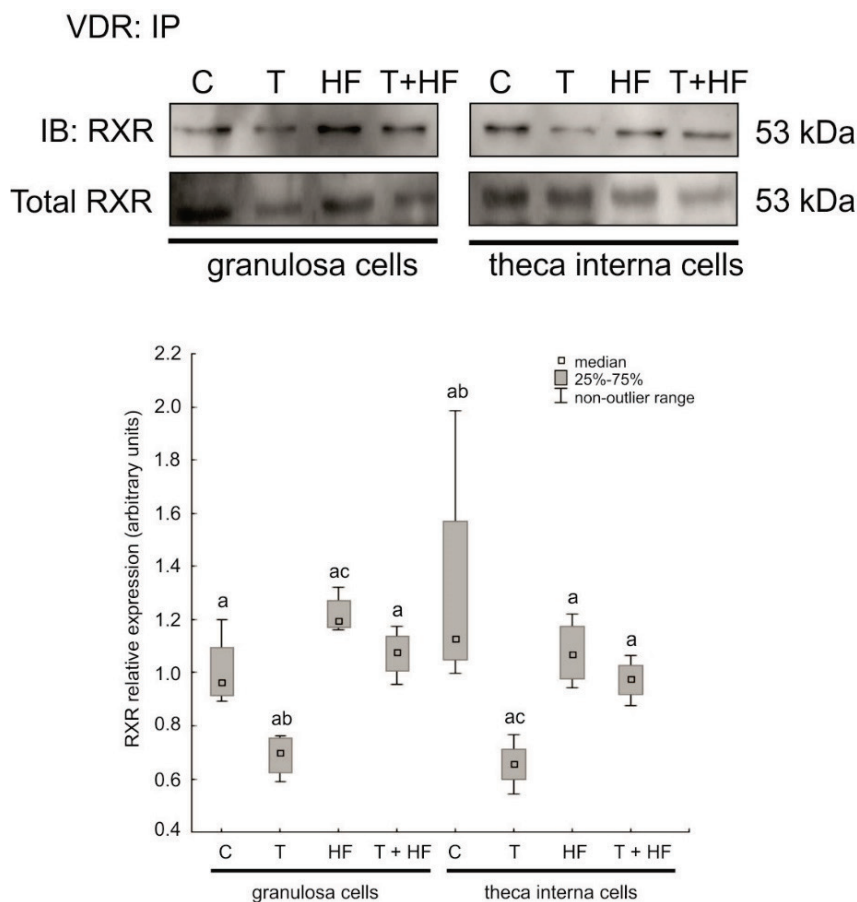 VDR: IP
C T HF T+HF C T HF T+HF
IB: RXR 53 kDa
Total RXR 53 kDa
granulosa cells theca interna cells
2.2
2.0
1.8
1.6
1.4
1.2
1.0
0.8
0.6
0.4
RXR relative expression (arbitrary units)
median
25%-75%
non-outlier range
a
ab
ac
a
ab
ac
a
a
C T HF T + HF C T HF T + HF
granulosa cells theca interna cells